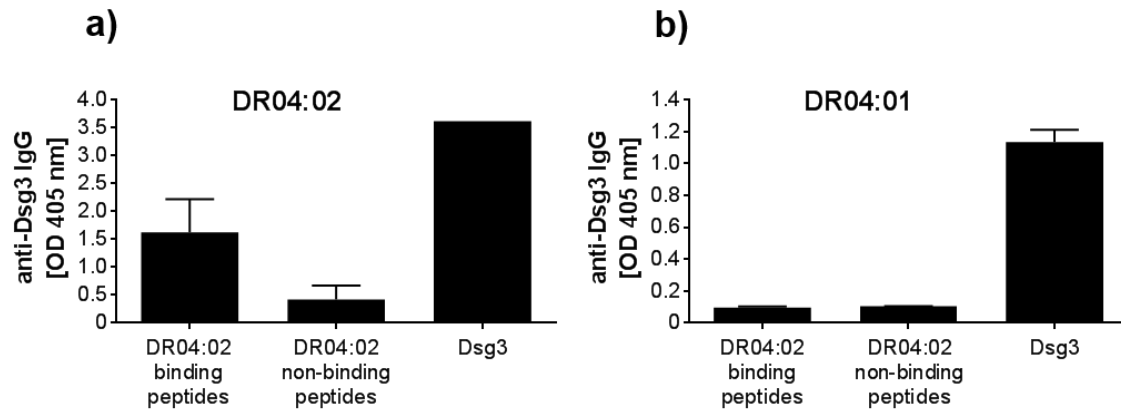 a)
DR04:02
anti-Dsg3 IgG
[OD 405 nm]
4.0
3.5
3.0
2.5
2.0
1.5
1.0
0.5
0
DR04:02
binding
peptides
DR04:02
non-binding
peptides
Dsg3
b)
DR04:01
anti-Dsg3 IgG
[OD 405 nm]
1.4
1.2
1.0
0.8
0.6
0.4
0.2
0
DR04:02
binding
peptides
DR04:02
non-binding
peptides
Dsg3